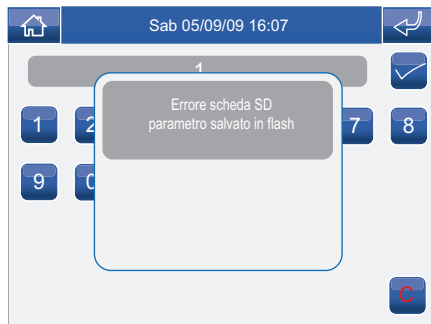 Sab 05/09/09 16:07
1
Errore scheda SD
parametro salvato in flash
1 2 7 8
9 0
C